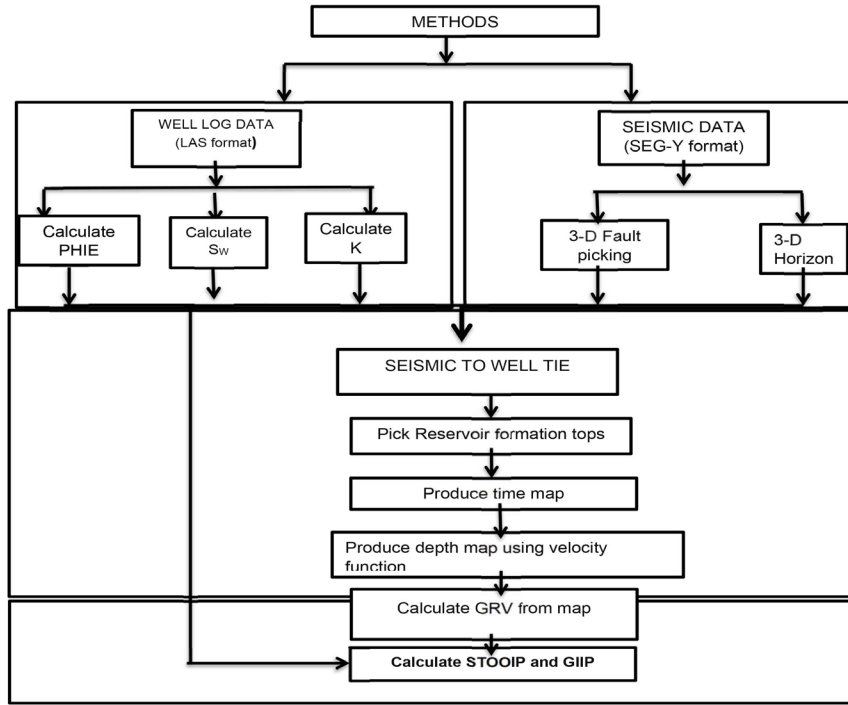 METHODS
WELL LOG DATA
(LAS format)
SEISMIC DATA
(SEG-Y format)
Calculate
PHIE
Calculate
Sw
Calculate
K
3-D Fault
picking
3-D
Horizon
SEISMIC TO WELL TIE
Pick Reservoir formation tops
Produce time map
Produce depth map using velocity
function
Calculate GRV from map
Calculate STOOIP and GIIP